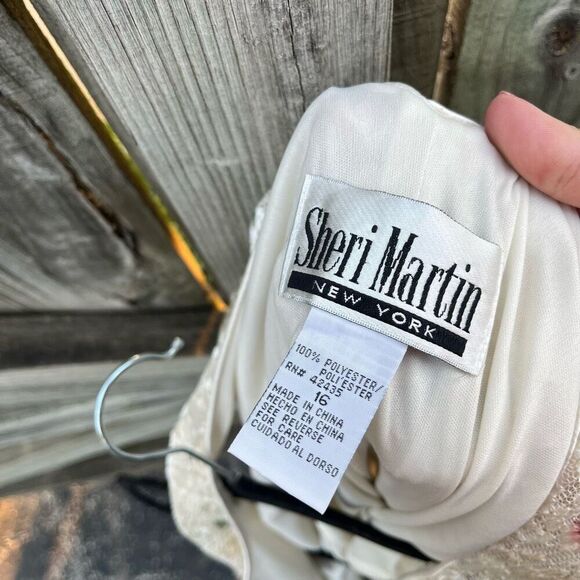 Sheri Martin
NEW YORK
100% POLYESTER/
POLIESTER
RN# 42435
16
MADE IN CHINA
HECHO EN CHINA
SEE REVERSE
FOR CARE
CUIDADO AL DORSO